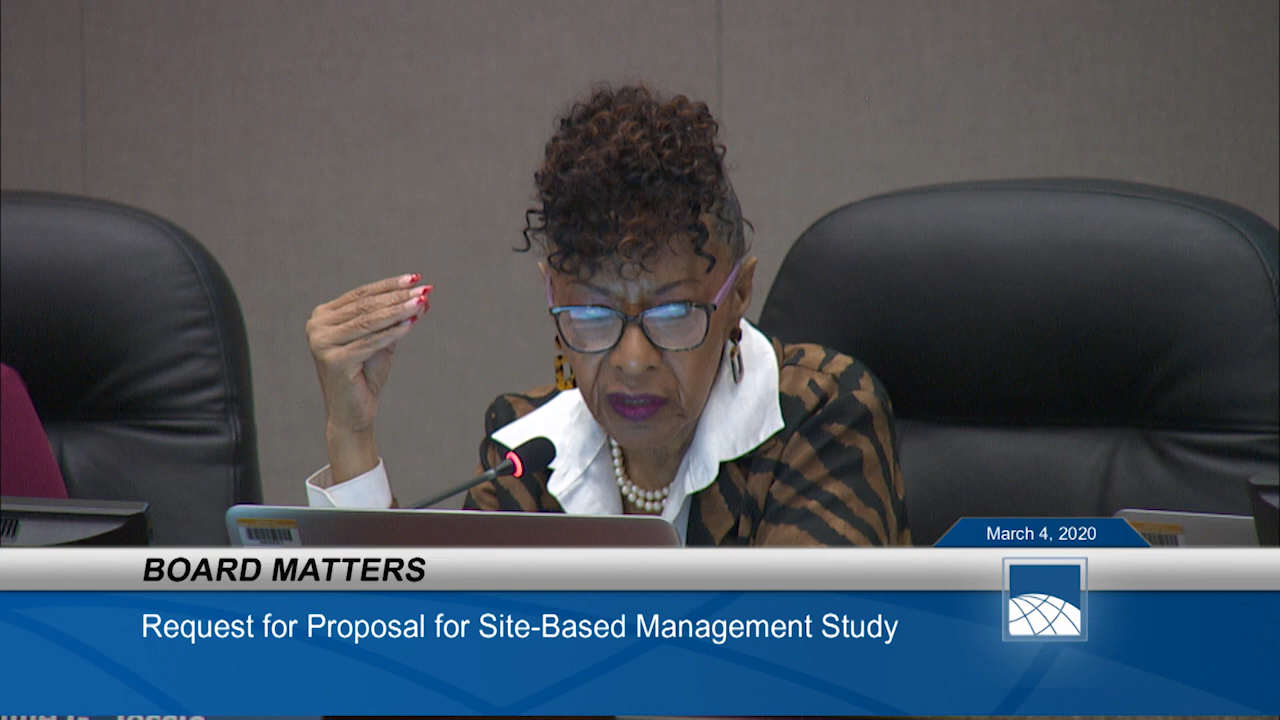 March 4, 2020
BOARD MATTERS
Request for Proposal for Site-Based Management Study